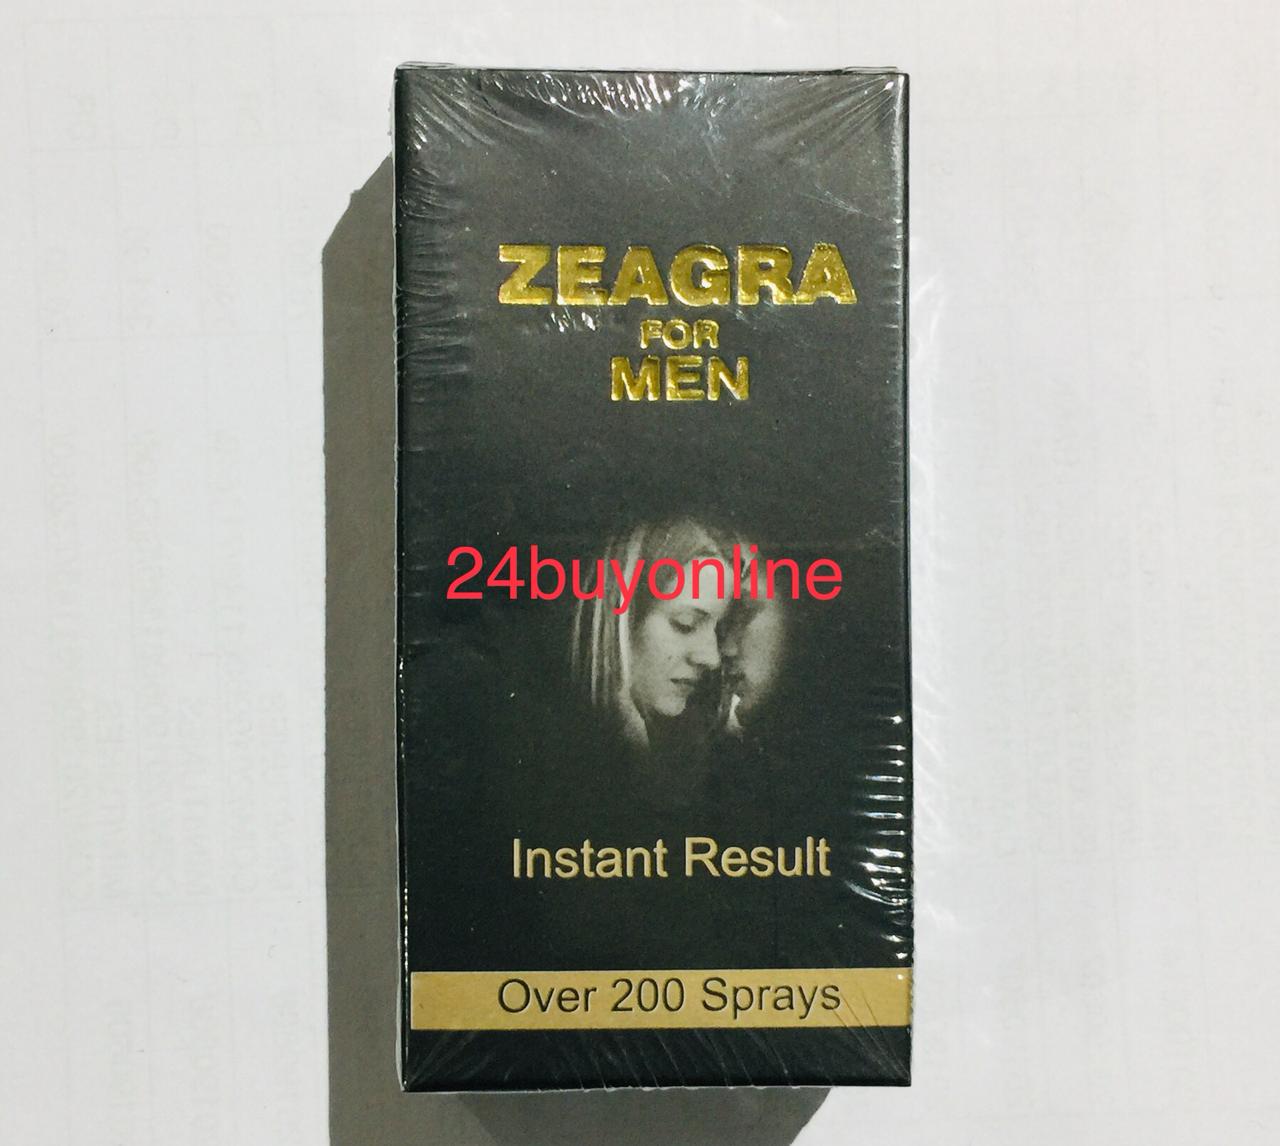 ZEAGRA
FOR
MEN
24buyonline
Instant Result
Over 200 Sprays